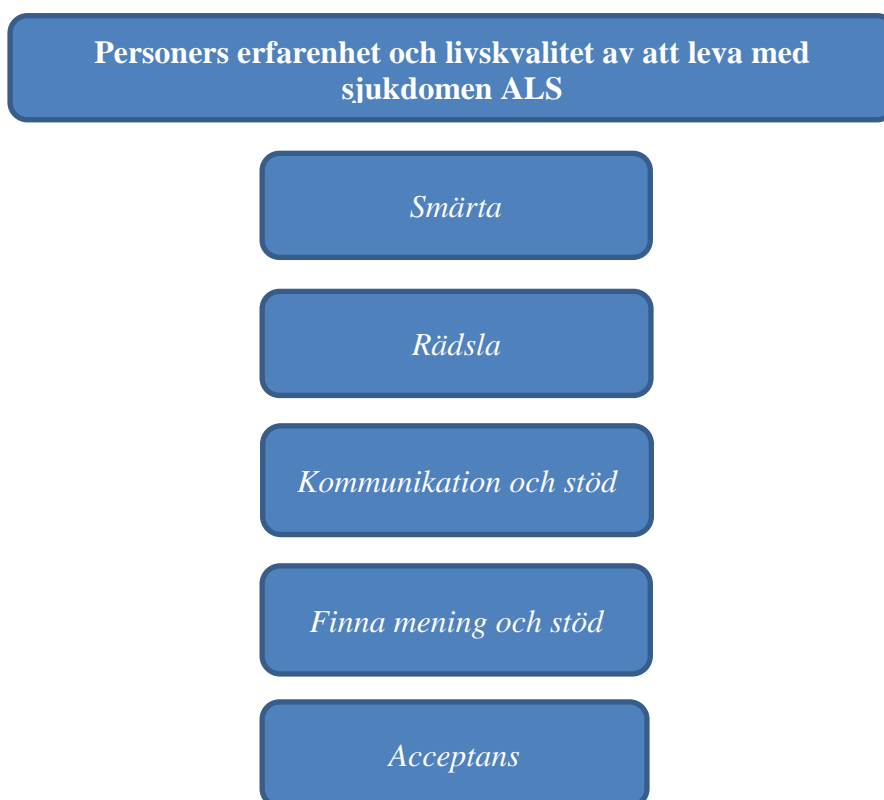 Personers erfarenhet och livskvalitet av att leva med
sjukdomen ALS
Smärta
Rädsla
Kommunikation och stöd
Finna mening och stöd
Acceptans